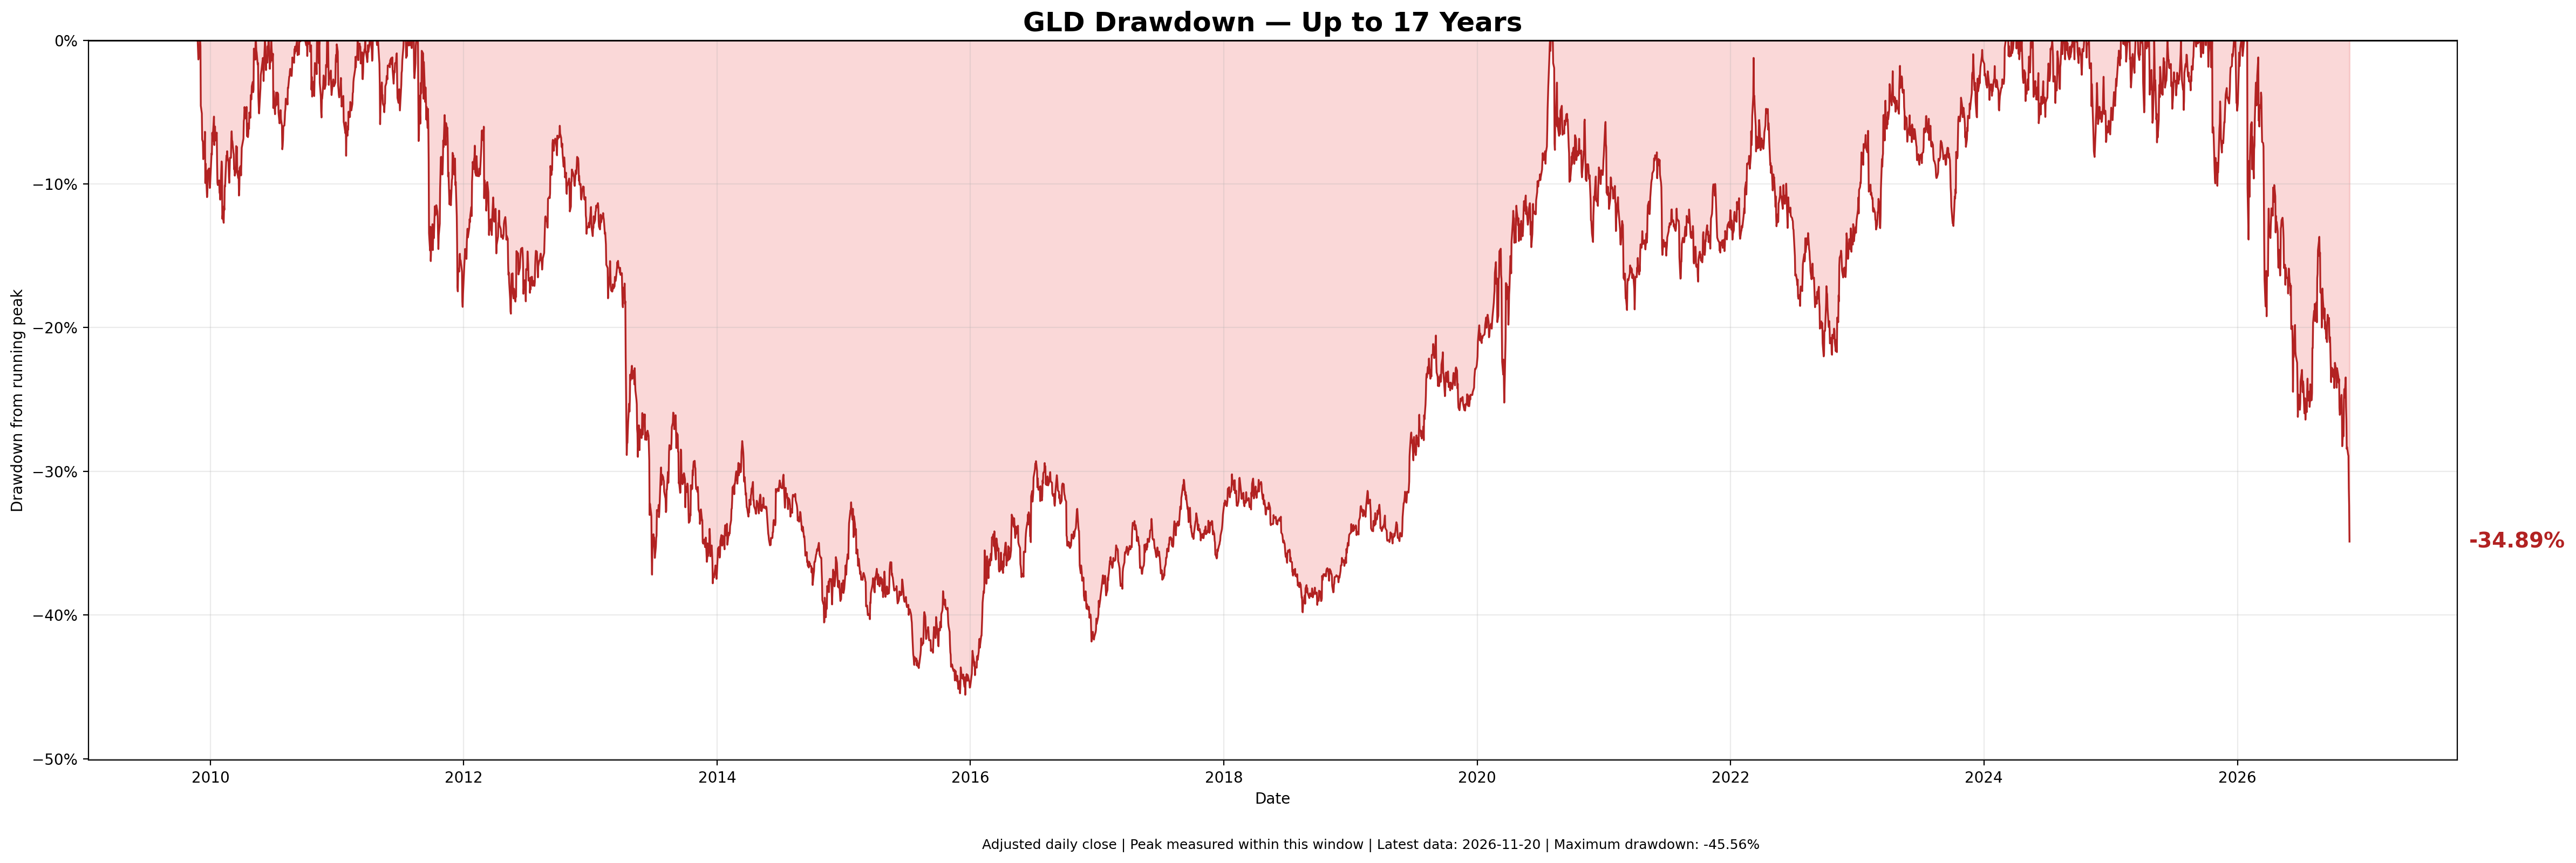 GLD Drawdown — Up to 17 Years
Drawdown from running peak
0%
−10%
−20%
−30%
−40%
−50%
-34.89%
2010 2012 2014 2016 2018 2020 2022 2024 2026
Date
Adjusted daily close | Peak measured within this window | Latest data: 2026-11-20 | Maximum drawdown: -45.56%